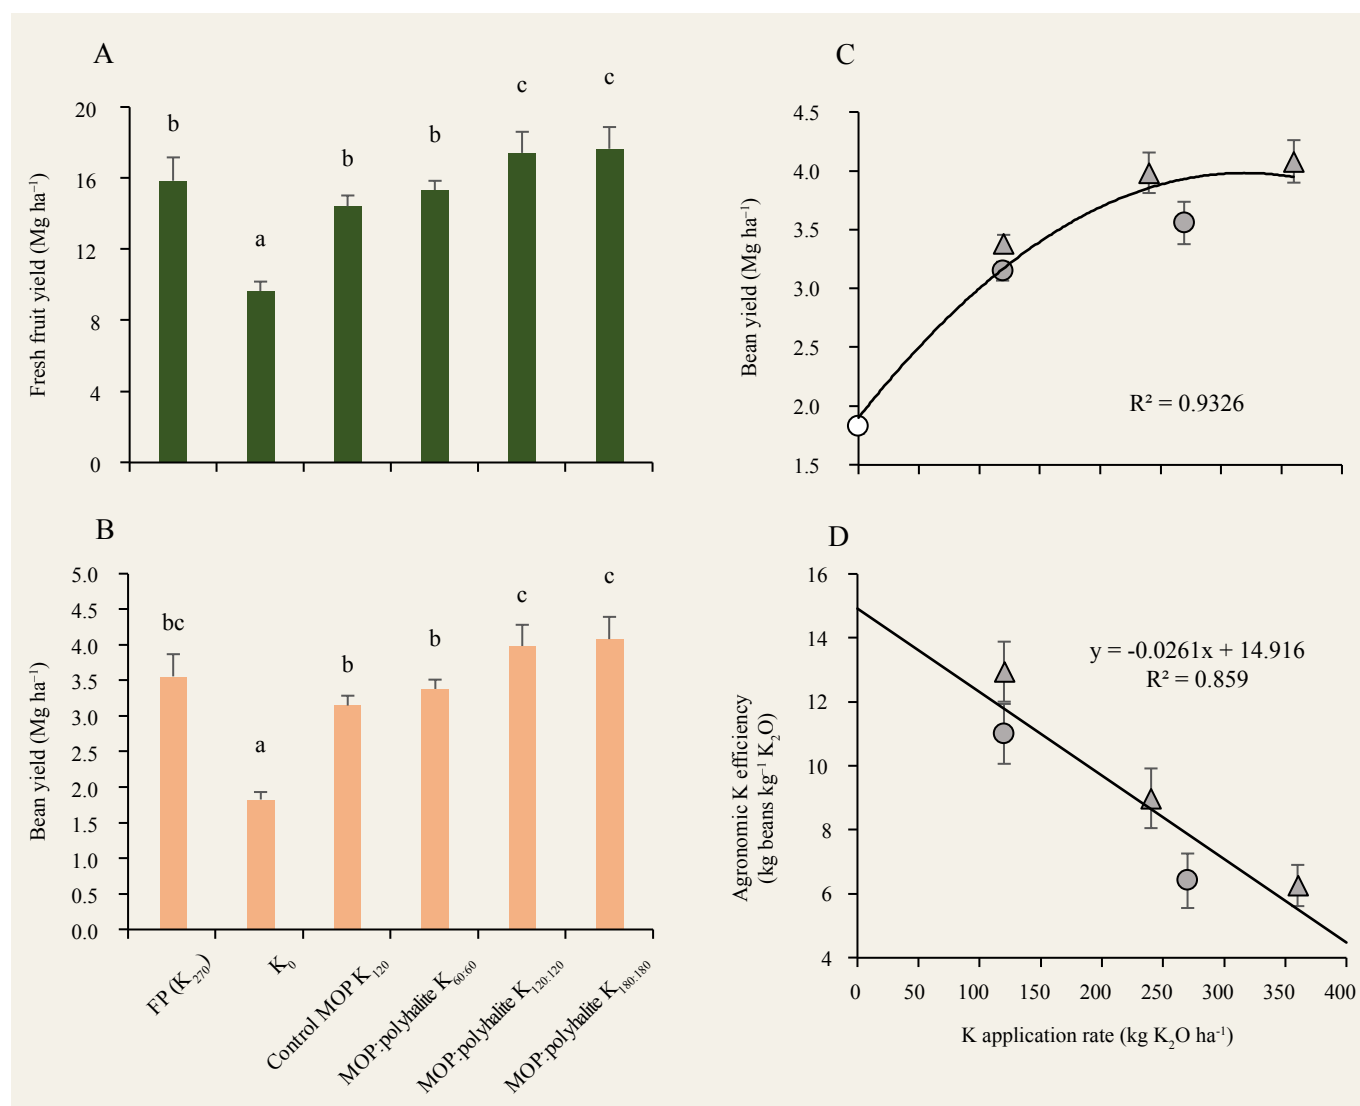 A
Fresh fruit yield (Mg ha⁻¹)
20
16
12
8
4
0
b
a
b
b
c
c
B
Bean yield (Mg ha⁻¹)
5.0
4.5
4.0
3.5
3.0
2.5
2.0
1.5
1.0
0.5
0.0
bc
a
b
b
c
c
FP (K₂₇₀)
K₀
Control MOP K₁₂₀
MOP:polyhalite K₆₀:₆₀
MOP:polyhalite K₁₂₀:₁₂₀
MOP:polyhalite K₁₈₀:₁₈₀
C
Bean yield (Mg ha⁻¹)
4.5
4.0
3.5
3.0
2.5
2.0
1.5
R² = 0.9326
D
Agronomic K efficiency
(kg beans kg⁻¹ K₂O)
16
14
12
10
8
6
4
y = -0.0261x + 14.916
R² = 0.859
0 50 100 150 200 250 300 350 400
K application rate (kg K₂O ha⁻¹)